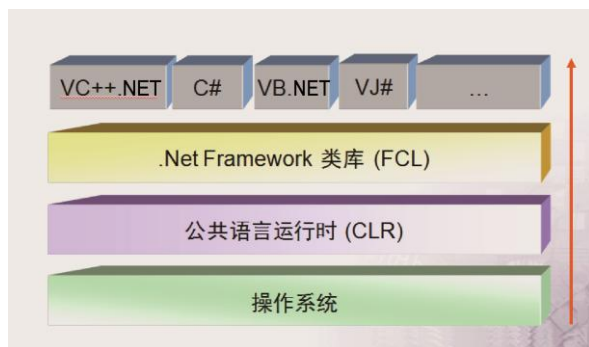 VC++.NET C# VB.NET VJ# ...
.Net Framework 类库 (FCL)
公共语言运行时 (CLR)
操作系统